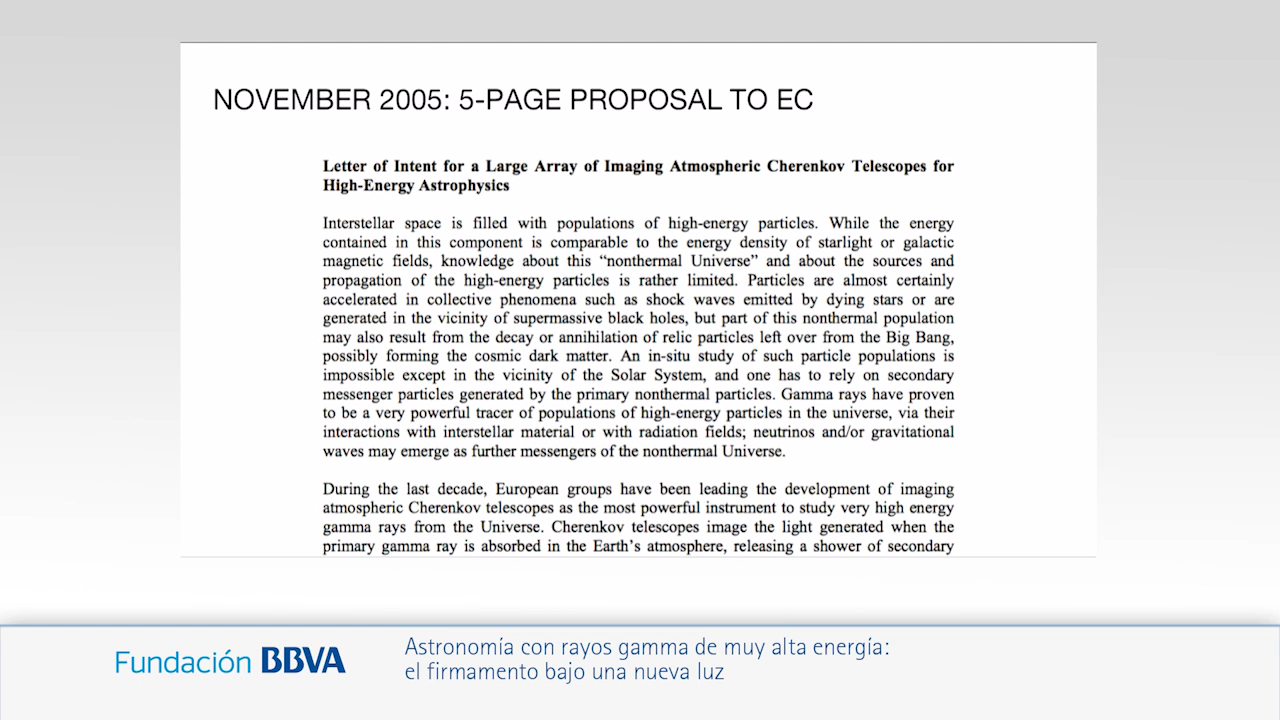 NOVEMBER 2005: 5-PAGE PROPOSAL TO EC
Letter of Intent for a Large Array of Imaging Atmospheric Cherenkov Telescopes for
High-Energy Astrophysics
Interstellar space is filled with populations of high-energy particles. While the energy
contained in this component is comparable to the energy density of starlight or galactic
magnetic fields, knowledge about this “nonthermal Universe” and about the sources and
propagation of the high-energy particles is rather limited. Particles are almost certainly
accelerated in collective phenomena such as shock waves emitted by dying stars or are
generated in the vicinity of supermassive black holes, but part of this nonthermal population
may also result from the decay or annihilation of relic particles left over from the Big Bang,
possibly forming the cosmic dark matter. An in-situ study of such particle populations is
impossible except in the vicinity of the Solar System, and one has to rely on secondary
messenger particles generated by the primary nonthermal particles. Gamma rays have proven
to be a very powerful tracer of populations of high-energy particles in the universe, via their
interactions with interstellar material or with radiation fields; neutrinos and/or gravitational
waves may emerge as further messengers of the nonthermal Universe.
During the last decade, European groups have been leading the development of imaging
atmospheric Cherenkov telescopes as the most powerful instrument to study very high energy
gamma rays from the Universe. Cherenkov telescopes image the light generated when the
primary gamma ray is absorbed in the Earth’s atmosphere, releasing a shower of secondary
Fundación BBVA
Astronomía con rayos gamma de muy alta energía:
el firmamento bajo una nueva luz